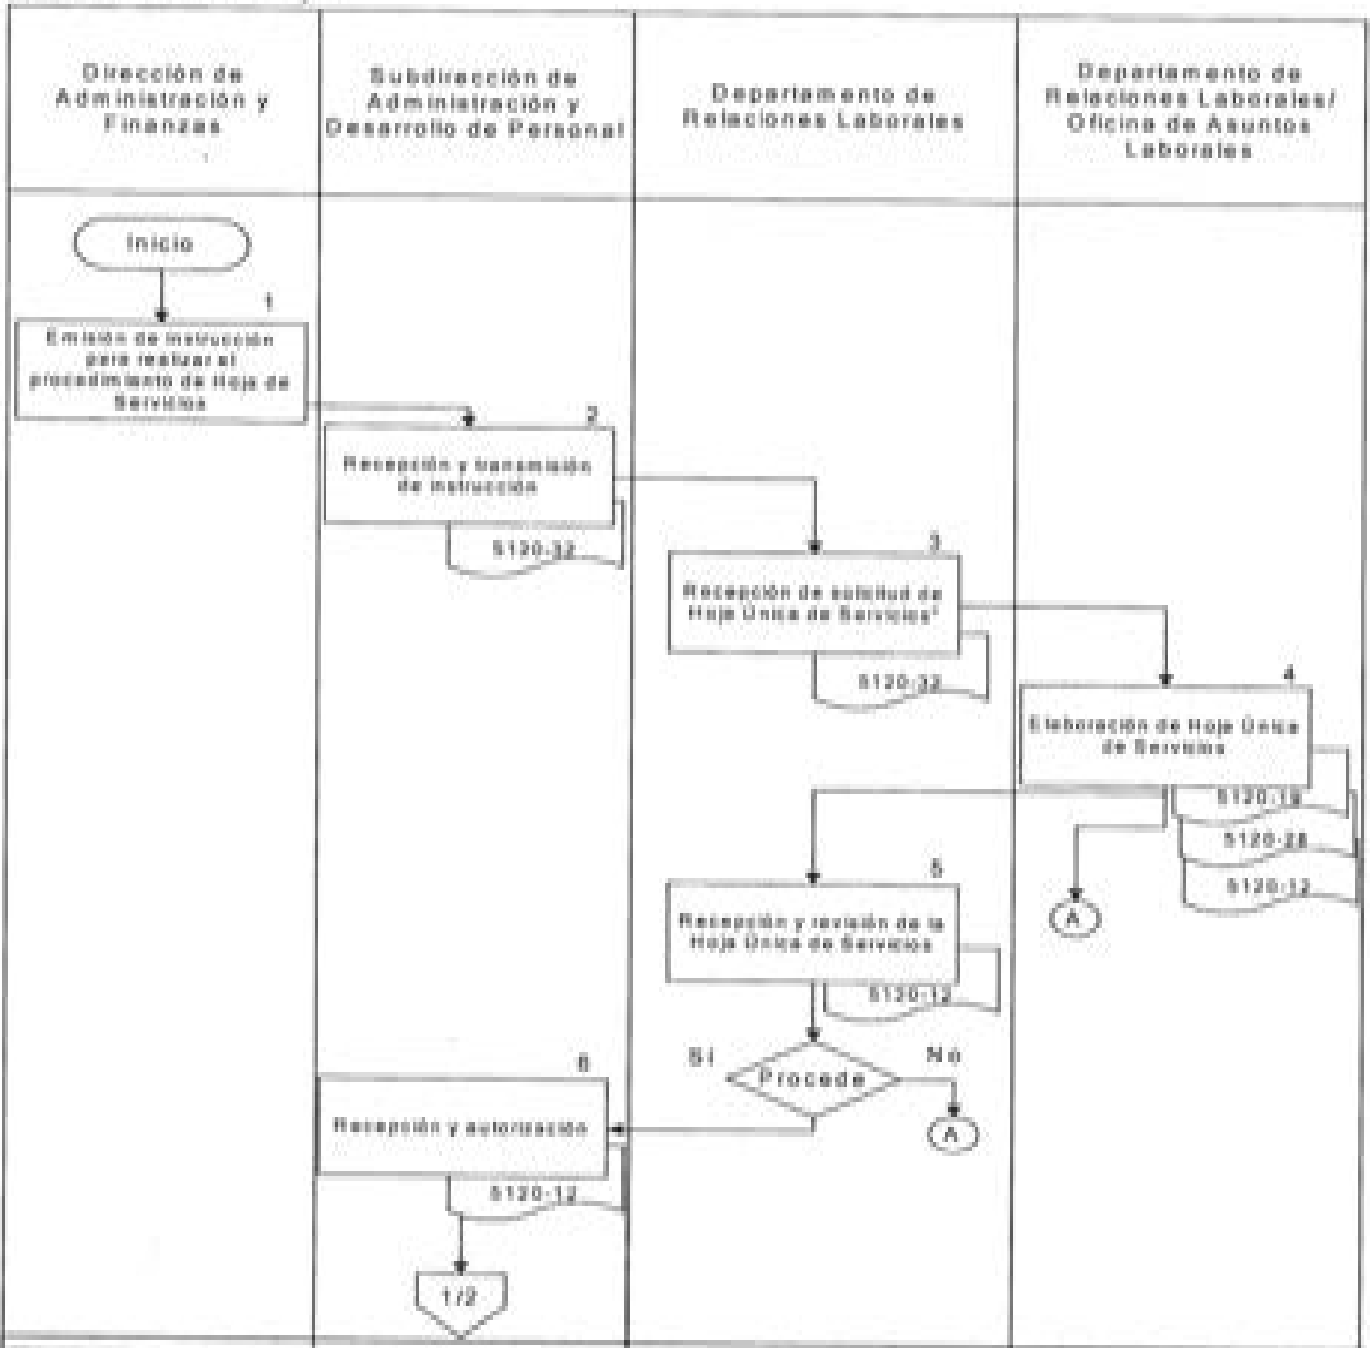 Dirección de
Administración y
Finanzas
Subdirección de
Administración y
Desarrollo de Personal
Departamento de
Relaciones Laborales
Departamento de
Relaciones Laborales/
Oficina de Asuntos
Laborales
Inicio
1
Emisión de instrucción
para realizar el
procedimiento de Hoja de
Servicios
2
Recepción y transmisión
de instrucción
5120-32
3
Recepción de solicitud de
Hoja Única de Servicios
5120-32
4
Elaboración de Hoja Única
de Servicios
5120-19
5120-28
5120-12
A
5
Recepción y revisión de la
Hoja Única de Servicios
5120-12
Sí
Procede
No
A
6
Recepción y autorización
5120-12
1/2